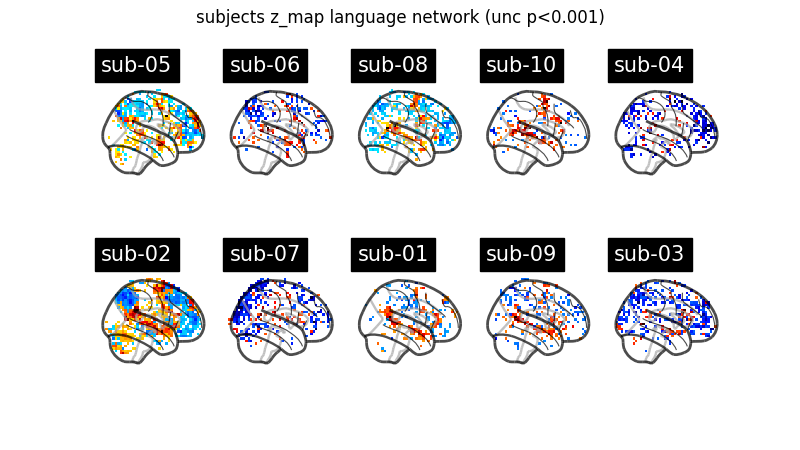 subjects z_map language network (unc p<0.001)
sub-05 sub-06 sub-08 sub-10 sub-04
sub-02 sub-07 sub-01 sub-09 sub-03